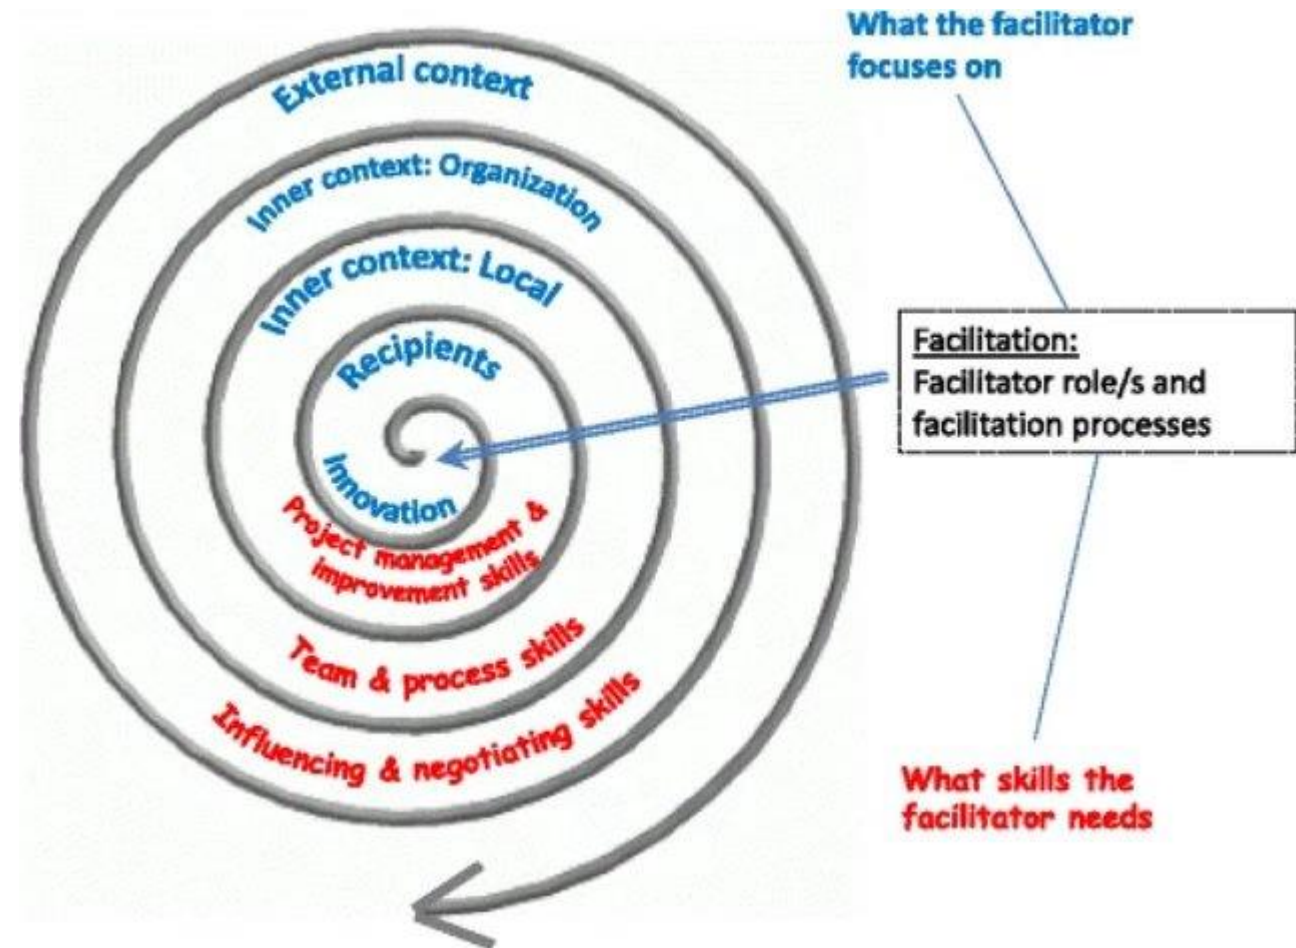 What the facilitator
focuses on
External context
Inner context: Organization
Inner context: Local
Recipients
Innovation
Project management &
improvement skills
Team & process skills
Influencing & negotiating skills
Facilitation:
Facilitator role/s and
facilitation processes
What skills the
facilitator needs